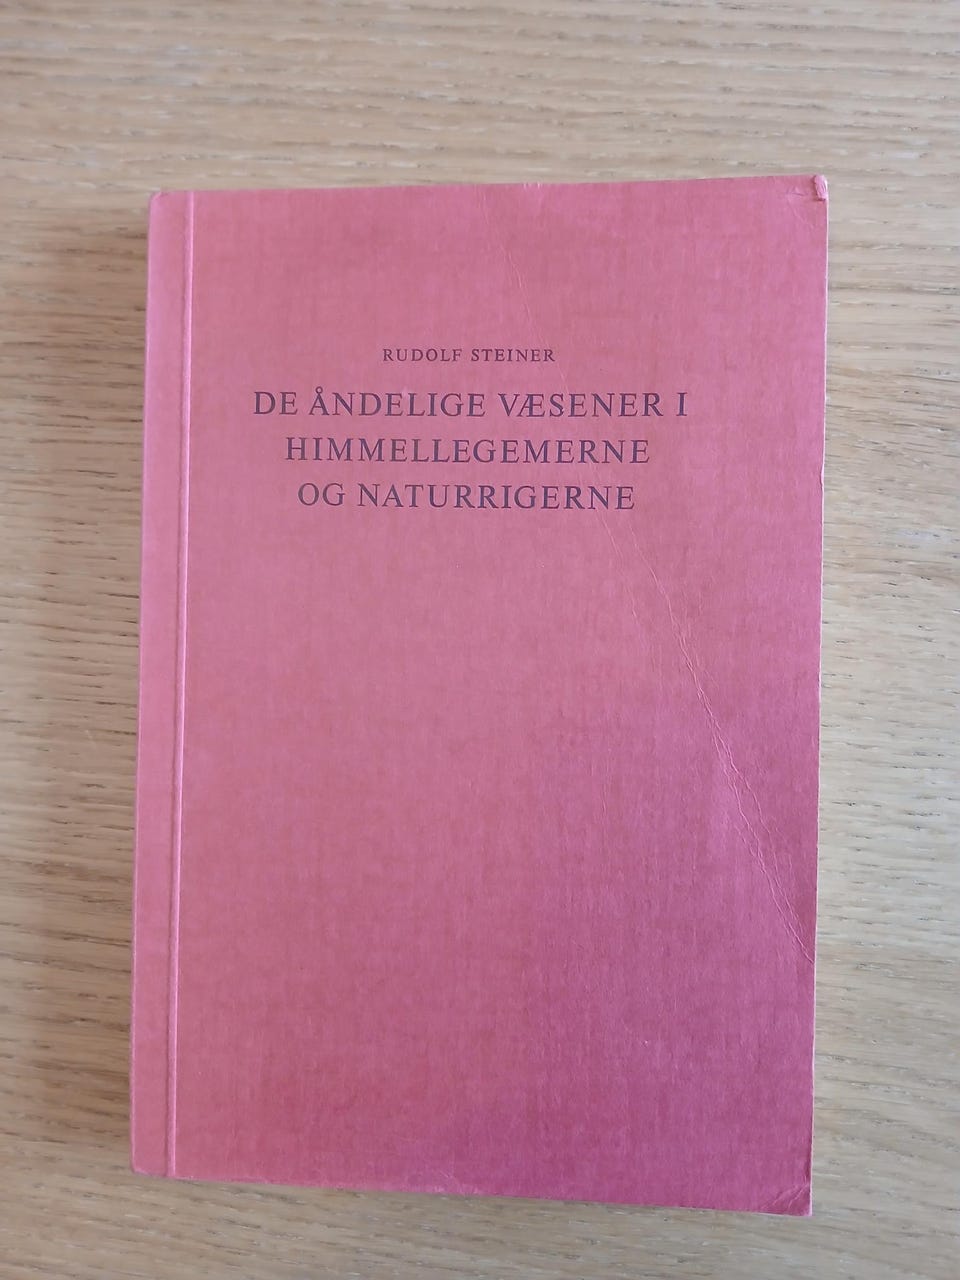 RUDOLF STEINER
DE ÅNDELIGE VÆSENER I
HIMMELLEGEMERNE
OG NATURRIGERNE